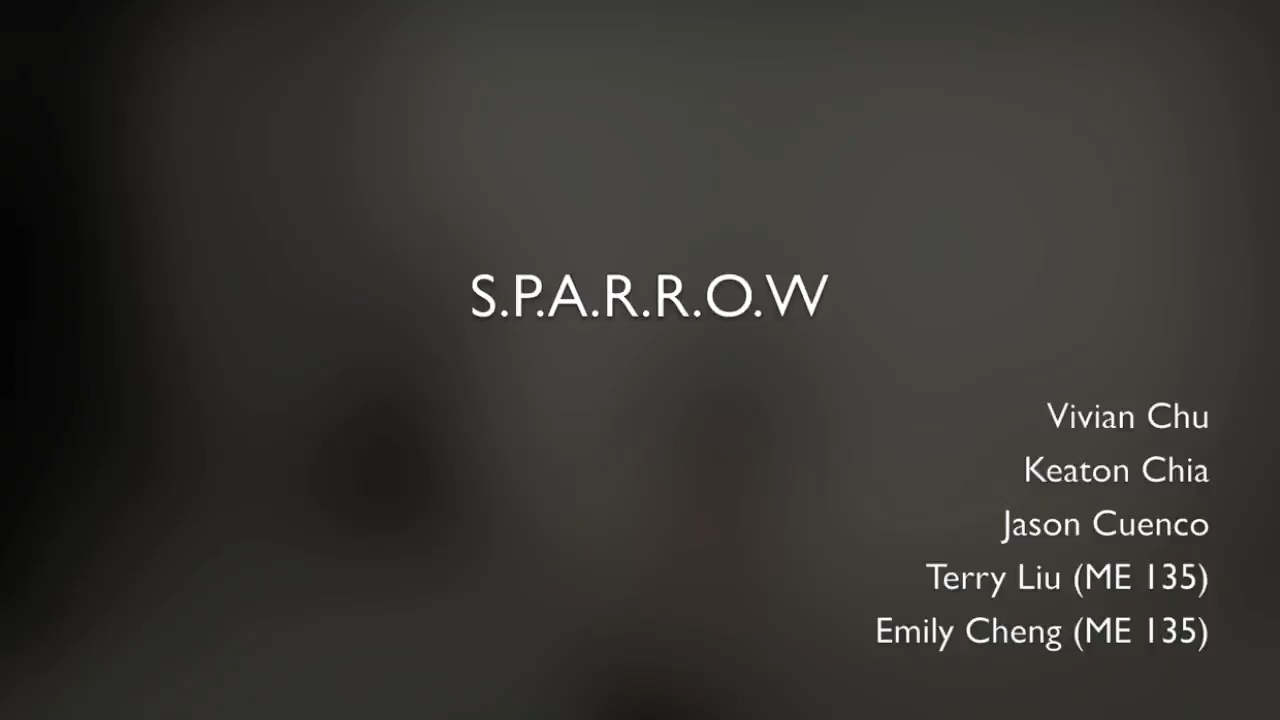 S.P.A.R.R.O.W
Vivian Chu
Keaton Chia
Jason Cuenco
Terry Liu (ME 135)
Emily Cheng (ME 135)